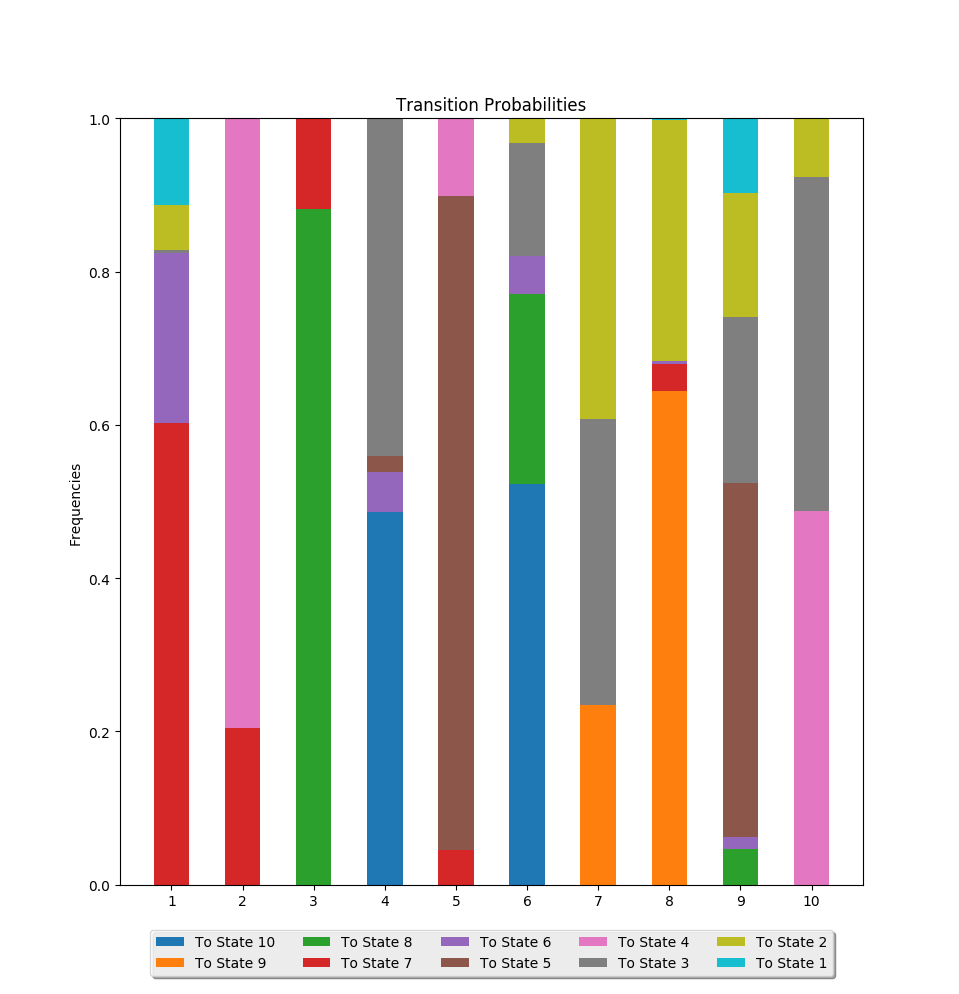 Transition Probabilities
1.0
0.8
0.6
0.4
0.2
0.0
Frequencies
1 2 3 4 5 6 7 8 9 10
To State 10 To State 8 To State 6 To State 4 To State 2
To State 9 To State 7 To State 5 To State 3 To State 1